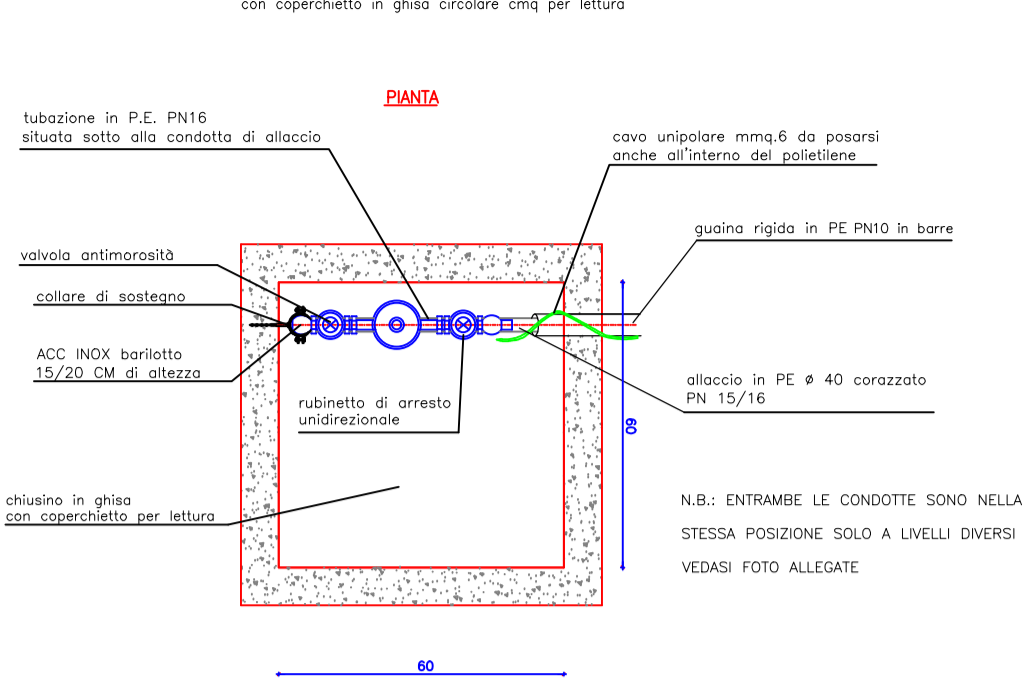 con coperchietto in ghisa circolare cmq per lettura
PIANTA
tubazione in P.E. PN16
situata sotto alla condotta di allaccio
cavo unipolare mmq.6 da posarsi
anche all'interno del polietilene
guaina rigida in PE PN10 in barre
valvola antimorosità
collare di sostegno
ACC INOX barilotto
15/20 CM di altezza
rubinetto di arresto
unidirezionale
allaccio in PE ø 40 corazzato
PN 15/16
60
chiusino in ghisa
con coperchietto per lettura
N.B.: ENTRAMBE LE CONDOTTE SONO NELLA
STESSA POSIZIONE SOLO A LIVELLI DIVERSI
VEDASI FOTO ALLEGATE
60